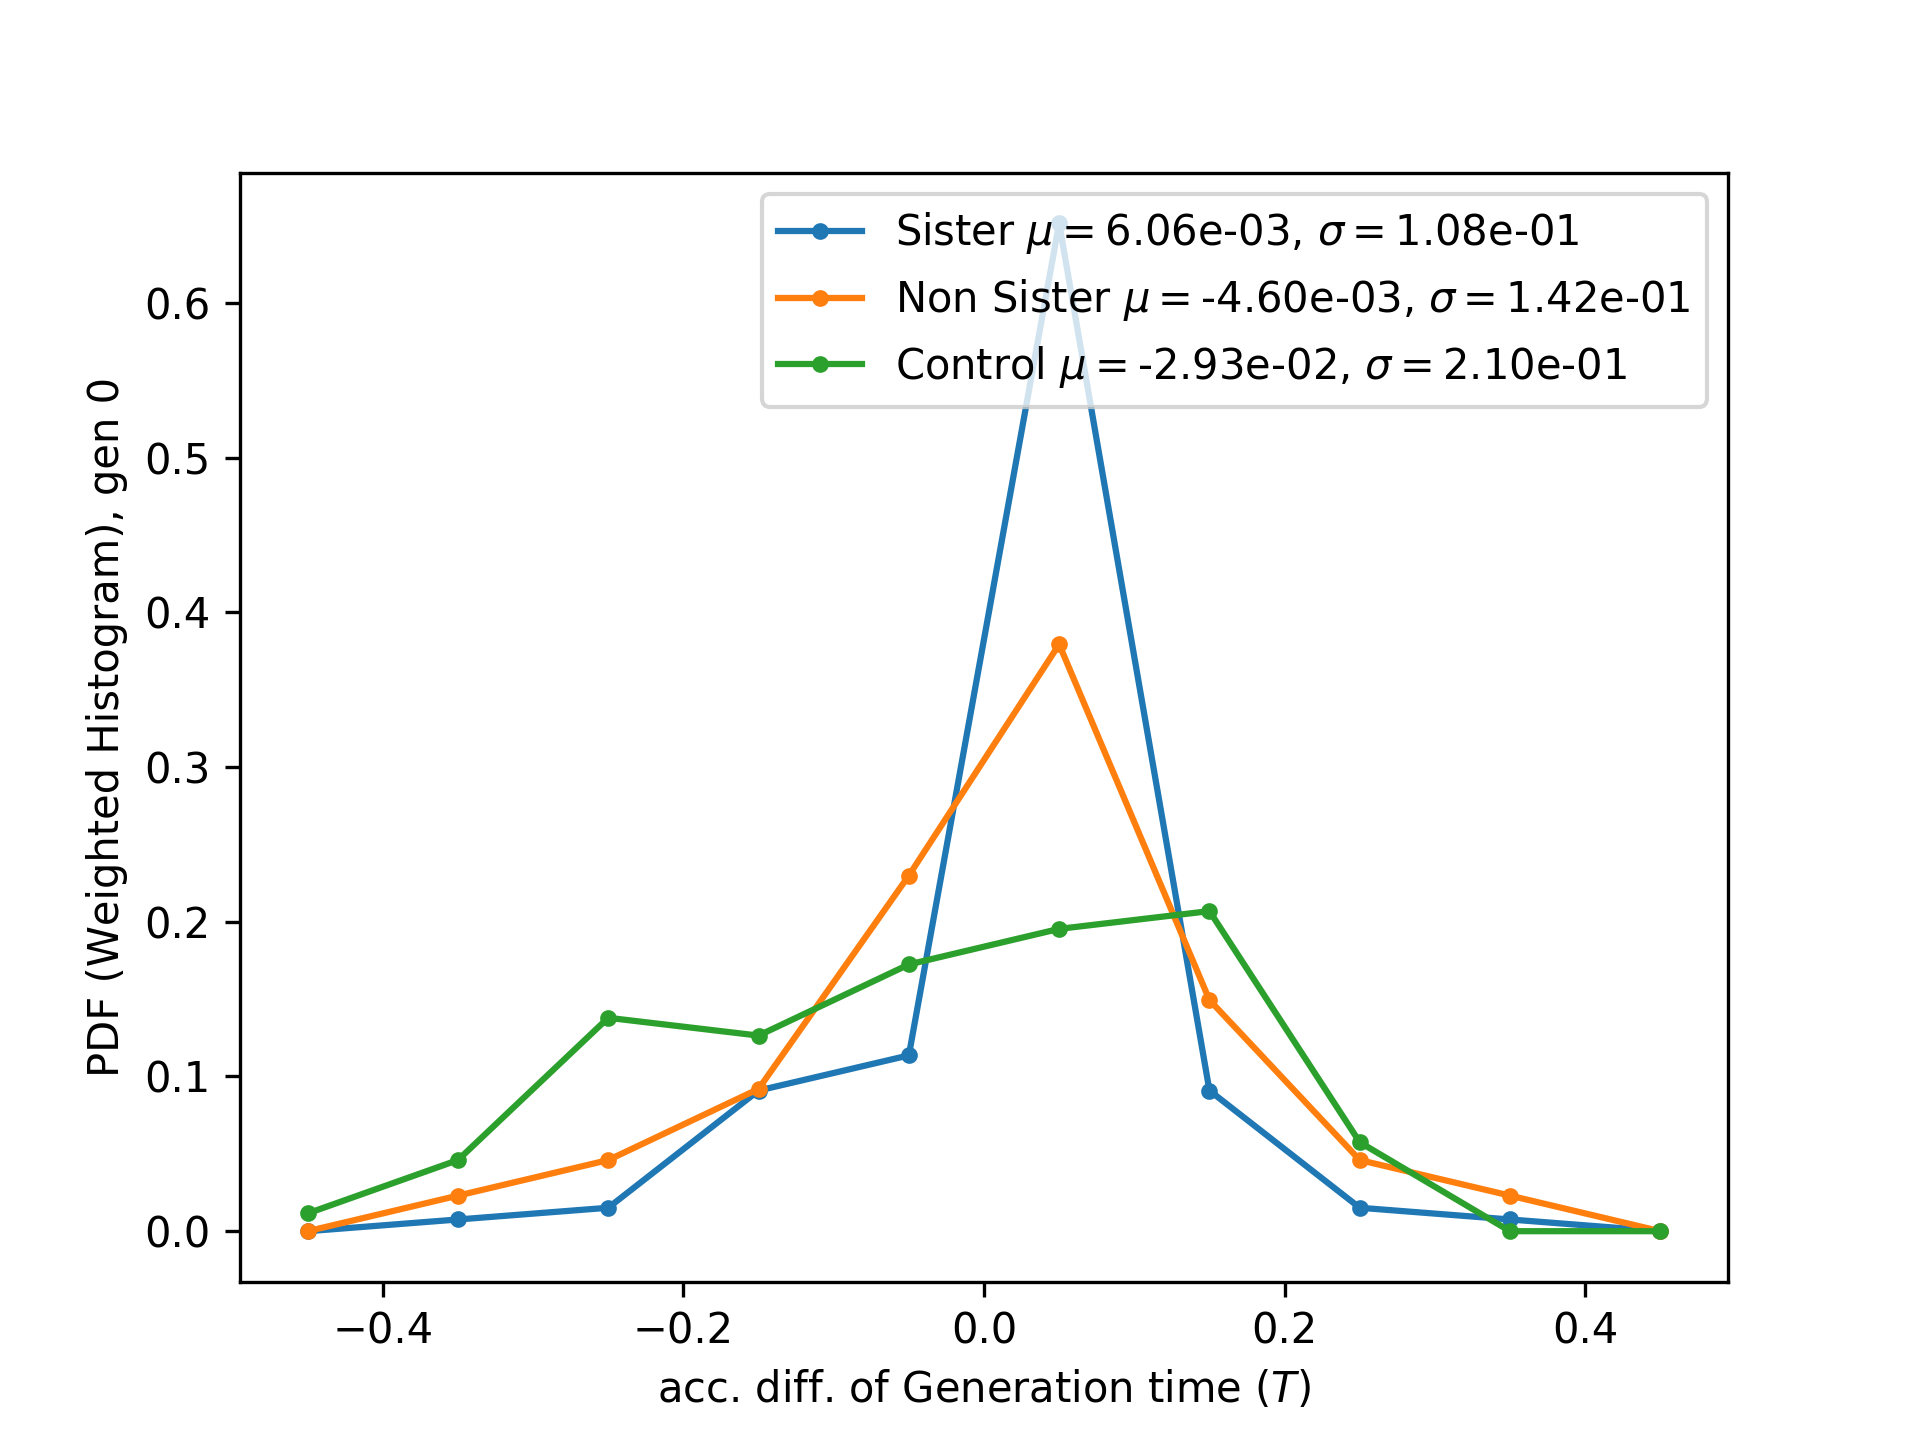 Sister μ = 6.06e-03, σ = 1.08e-01
Non Sister μ = -4.60e-03, σ = 1.42e-01
Control μ = -2.93e-02, σ = 2.10e-01
PDF (Weighted Histogram), gen 0
0.6
0.5
0.4
0.3
0.2
0.1
0.0
−0.4 −0.2 0.0 0.2 0.4
acc. diff. of Generation time (T)